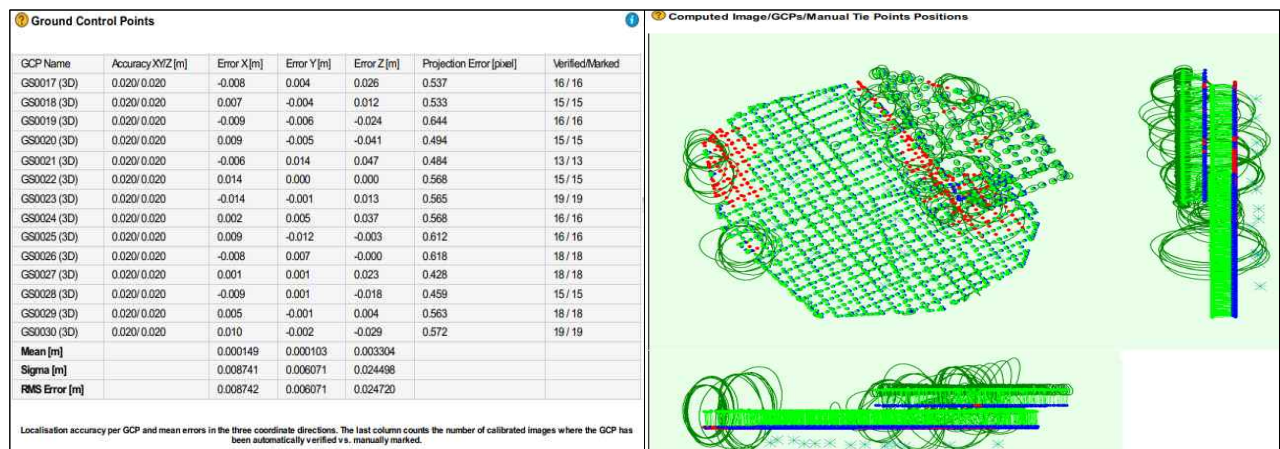 Ground Control Points
GCP Name Accuracy XY/Z [m] Error X [m] Error Y [m] Error Z [m] Projection Error [pixel] Verified/Marked
GS0017 (3D) 0.020/ 0.020 -0.008 0.004 0.026 0.537 16 / 16
GS0018 (3D) 0.020/ 0.020 0.007 -0.004 0.012 0.533 15 / 15
GS0019 (3D) 0.020/ 0.020 -0.009 -0.006 -0.024 0.644 16 / 16
GS0020 (3D) 0.020/ 0.020 0.009 -0.005 -0.041 0.494 15 / 15
GS0021 (3D) 0.020/ 0.020 -0.006 0.014 0.047 0.484 13 / 13
GS0022 (3D) 0.020/ 0.020 0.014 0.000 0.000 0.568 15 / 15
GS0023 (3D) 0.020/ 0.020 -0.014 -0.001 0.013 0.565 19 / 19
GS0024 (3D) 0.020/ 0.020 0.002 0.005 0.037 0.568 16 / 16
GS0025 (3D) 0.020/ 0.020 0.009 -0.012 -0.003 0.612 16 / 16
GS0026 (3D) 0.020/ 0.020 -0.008 0.007 -0.000 0.618 18 / 18
GS0027 (3D) 0.020/ 0.020 0.001 0.001 0.023 0.428 18 / 18
GS0028 (3D) 0.020/ 0.020 -0.009 0.001 -0.018 0.459 15 / 15
GS0029 (3D) 0.020/ 0.020 0.005 -0.001 0.004 0.563 18 / 18
GS0030 (3D) 0.020/ 0.020 0.010 -0.002 -0.029 0.572 19 / 19
Mean [m] 0.000149 0.000103 0.003304
Sigma [m] 0.008741 0.006071 0.024498
RMS Error [m] 0.008742 0.006071 0.024720
Localisation accuracy per GCP and mean errors in the three coordinate directions. The last column counts the number of calibrated images where the GCP has
been automatically verified vs. manually marked.
Computed Image/GCPs/Manual Tie Points Positions